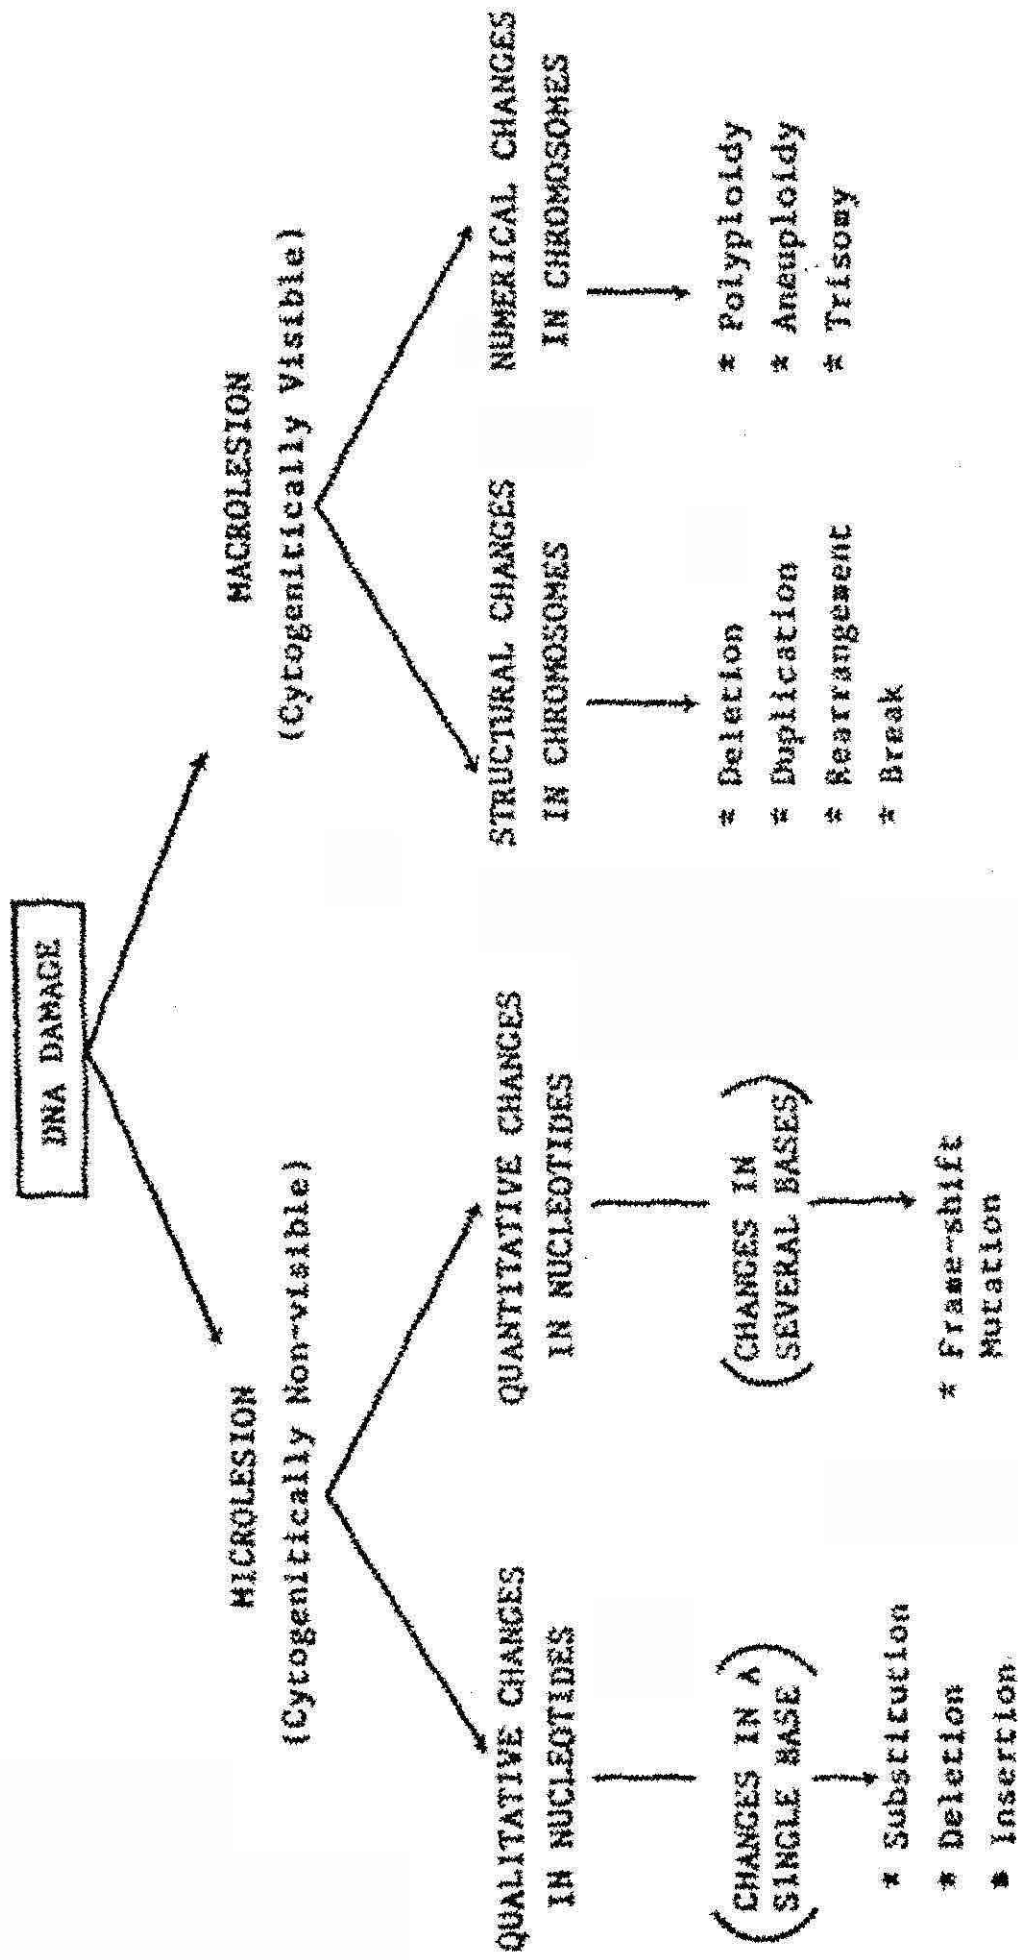 DNA DAMAGE
MICROLESION
(Cytogenitically Non-visible)
MACROLESION
(Cytogenitically Visible)
QUALITATIVE CHANGES
IN NUCLEOTIDES
QUANTITATIVE CHANGES
IN NUCLEOTIDES
STRUCTURAL CHANGES
IN CHROMOSOMES
NUMERICAL CHANGES
IN CHROMOSOMES
(CHANGES IN A
SINGLE BASE)
* Substitution
* Deletion
* Insertion
(CHANGES IN
SEVERAL BASES)
* Frame-shift
Mutation
* Deletion
* Duplication
* Rearrangement
* Break
* Polyploidy
* Aneuploidy
* Trisomy